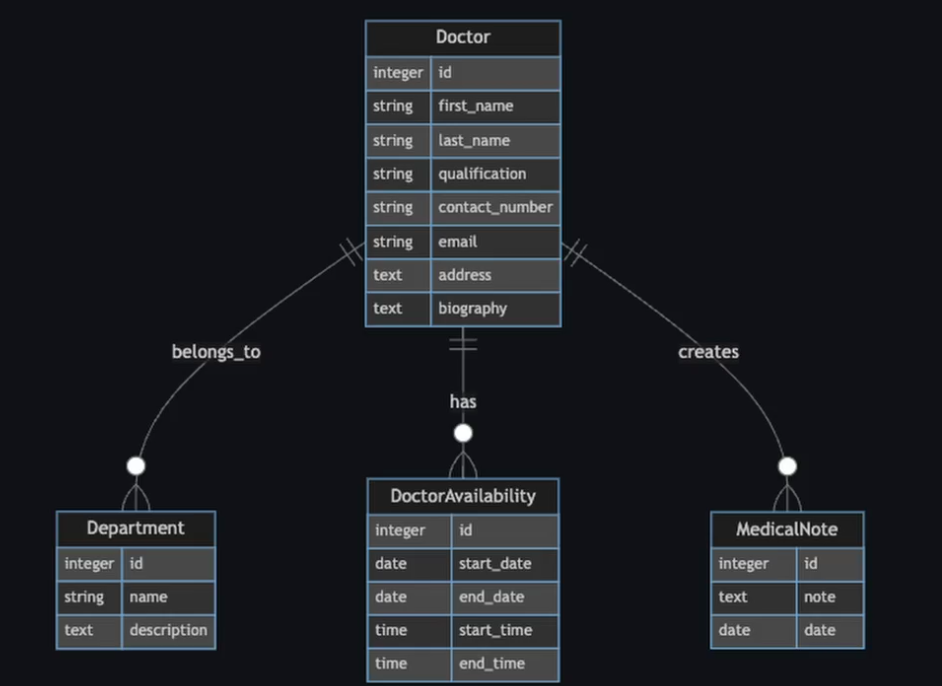 Doctor
integer id
string first_name
string last_name
string qualification
string contact_number
string email
text address
text biography
belongs_to
has
creates
Department
integer id
string name
text description
DoctorAvailability
integer id
date start_date
date end_date
time start_time
time end_time
MedicalNote
integer id
text note
date date